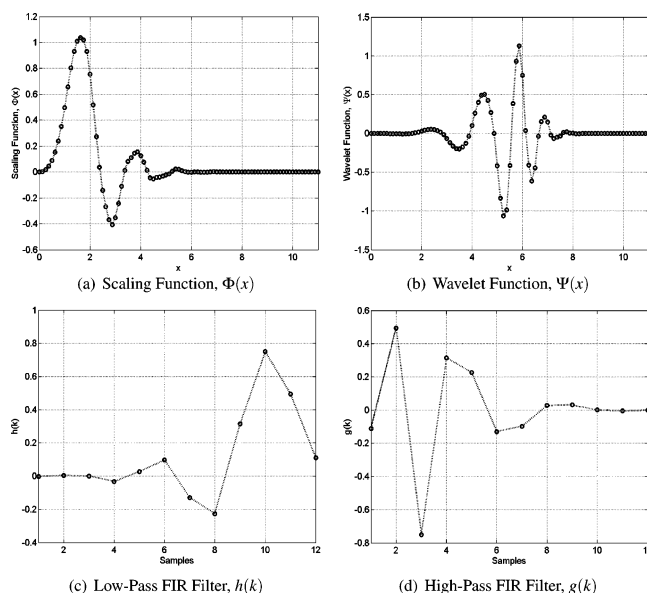 1.2
1
0.8
0.6
0.4
0.2
0
-0.2
-0.4
-0.6
Scaling Function, Φ(x)
0 2 4 6 8 10
x
(a) Scaling Function, Φ(x)
1.5
1
0.5
0
-0.5
-1
-1.5
Wavelet Function, Ψ(x)
0 2 4 6 8 10
x
(b) Wavelet Function, Ψ(x)
1
0.8
0.6
0.4
0.2
0
-0.2
-0.4
h(k)
2 4 6 8 10 12
Samples
(c) Low-Pass FIR Filter, h(k)
0.6
0.4
0.2
0
-0.2
-0.4
-0.6
-0.8
g(k)
2 4 6 8 10 12
Samples
(d) High-Pass FIR Filter, g(k)